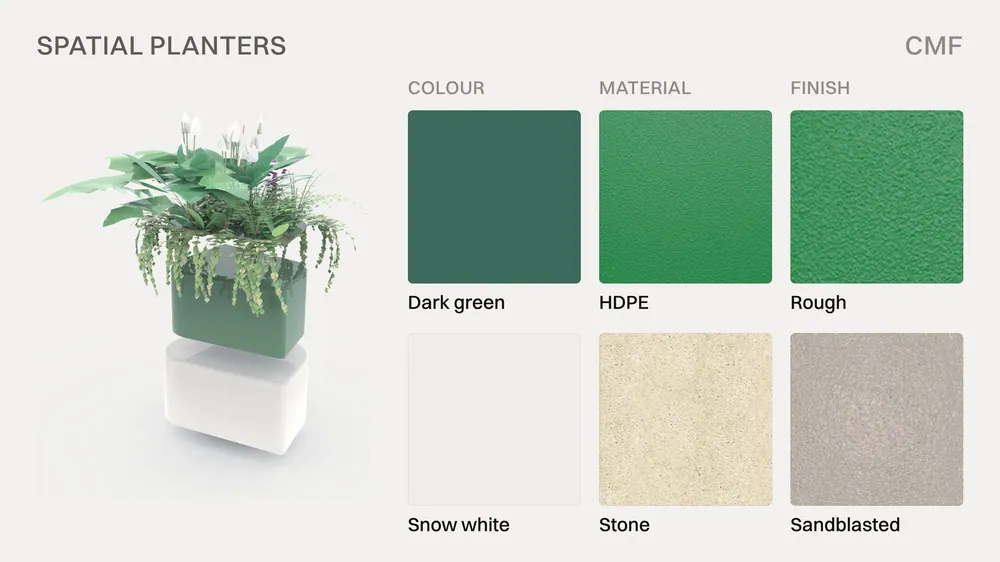 SPATIAL PLANTERS
CMF
COLOUR
MATERIAL
FINISH
Dark green
HDPE
Rough
Snow white
Stone
Sandblasted